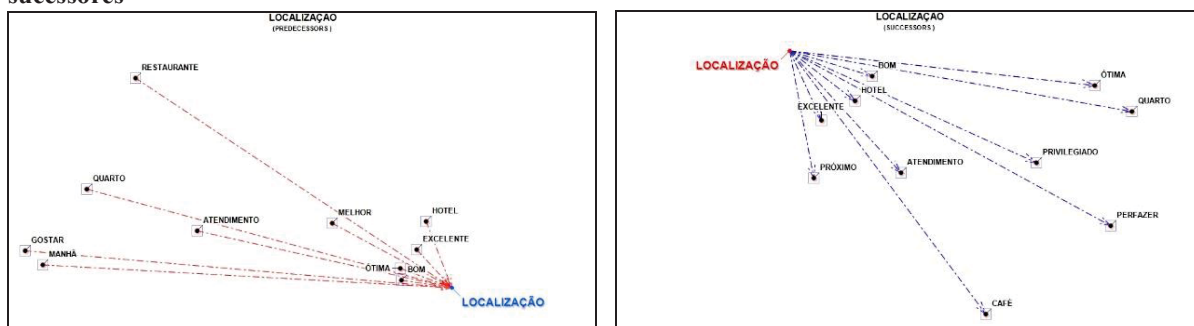 sucessores
LOCALIZAÇÃO
( PREDECESSORS )
RESTAURANTE
QUARTO
ATENDIMENTO
MELHOR
HOTEL
GOSTAR
EXCELENTE
MANHÃ
ÓTIMA
BOM
LOCALIZAÇÃO
LOCALIZAÇÃO
( SUCCESSORS )
LOCALIZAÇÃO
BOM
ÓTIMA
HOTEL
QUARTO
EXCELENTE
PRIVILEGIADO
PRÓXIMO
ATENDIMENTO
PERFAZER
CAFÉ